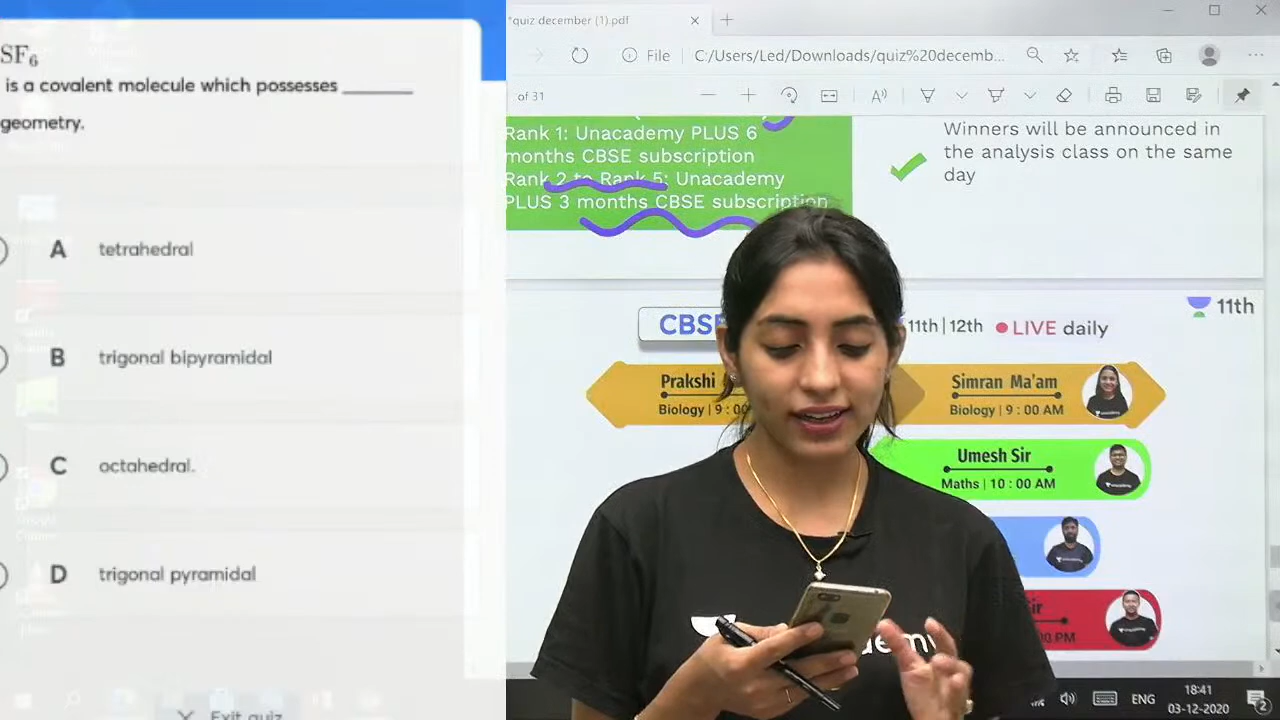 SF6
is a covalent molecule which possesses ________
geometry.
A tetrahedral
B trigonal bipyramidal
C octahedral.
D trigonal pyramidal
Exit quiz
*quiz december (1).pdf
File C:/Users/Led/Downloads/quiz%20decemb...
of 31
Rank 1: Unacademy PLUS 6
months CBSE subscription
Rank 2 to Rank 5: Unacademy
PLUS 3 months CBSE subscription
Winners will be announced in
the analysis class on the same
day
11th
11th | 12th LIVE daily
Prakshi
Biology | 9 : 00
Simran Ma'am
Biology | 9 : 00 AM
Umesh Sir
Maths | 10 : 00 AM
PM
ENG
18:41
03-12-2020
2